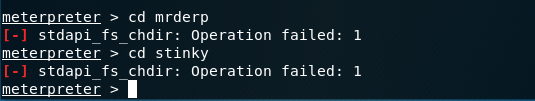 meterpreter > cd mrderp
[-] stdapi_fs_chdir: Operation failed: 1
meterpreter > cd stinky
[-] stdapi_fs_chdir: Operation failed: 1
meterpreter >